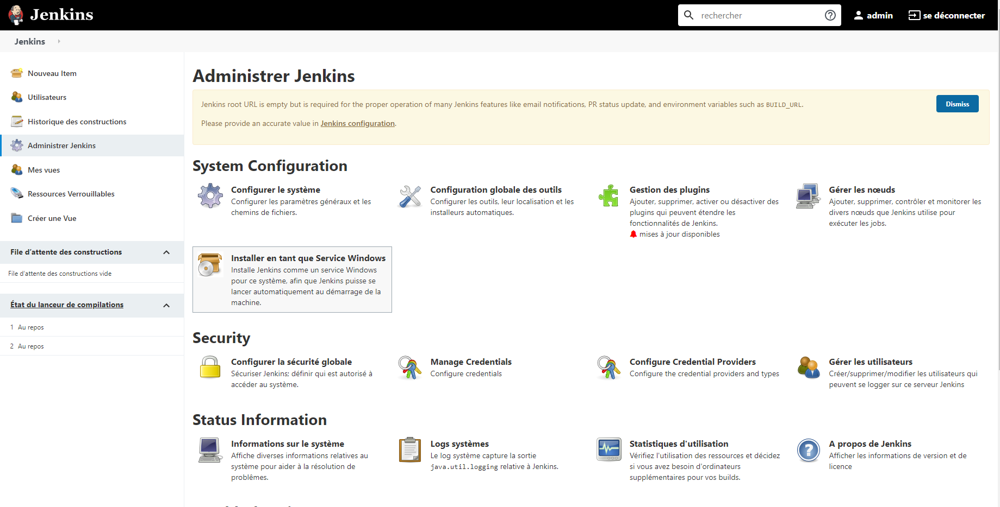 Jenkins
rechercher
admin
se déconnecter
Jenkins
Nouveau Item
Utilisateurs
Historique des constructions
Administrer Jenkins
Mes vues
Ressources Verrouillables
Créer une Vue
File d’attente des constructions
File d’attente des constructions vide
État du lanceur de compilations
1 Au repos
2 Au repos
Administrer Jenkins
Jenkins root URL is empty but is required for the proper operation of many Jenkins features like email notifications, PR status update, and environment variables such as BUILD_URL.
Please provide an accurate value in Jenkins configuration.
Dismiss
System Configuration
Configurer le système
Configurer les paramètres généraux et les
chemins de fichiers.
Configuration globale des outils
Configurer les outils, leur localisation et les
installeurs automatiques.
Gestion des plugins
Ajouter, supprimer, activer ou désactiver des
plugins qui peuvent étendre les
fonctionnalités de Jenkins.
mises à jour disponibles
Gérer les nœuds
Ajouter, supprimer, contrôler et monitorer les
divers nœuds que Jenkins utilise pour
exécuter les jobs.
Installer en tant que Service Windows
Installe Jenkins comme un service Windows
pour ce système, afin que Jenkins puisse se
lancer automatiquement au démarrage de la
machine.
Security
Configurer la sécurité globale
Sécuriser Jenkins; définir qui est autorisé à
accéder au système.
Manage Credentials
Configure credentials
Configure Credential Providers
Configure the credential providers and types
Gérer les utilisateurs
Créer/supprimer/modifier les utilisateurs qui
peuvent se logger sur ce serveur Jenkins
Status Information
Informations sur le système
Affiche diverses informations relatives au
système pour aider à la résolution de
problèmes.
Logs systèmes
Le log système capture la sortie
java.util.logging relative à Jenkins.
Statistiques d'utilisation
Vérifiez l'utilisation des ressources et décidez
si vous avez besoin d'ordinateurs
supplémentaires pour vos builds.
A propos de Jenkins
Afficher les informations de version et de
licence